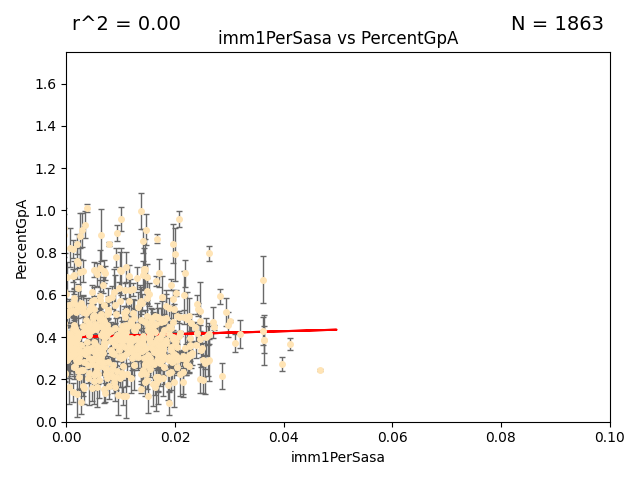 r^2 = 0.00
N = 1863
imm1PerSasa vs PercentGpA
PercentGpA
1.6
1.4
1.2
1.0
0.8
0.6
0.4
0.2
0.0
0.00 0.02 0.04 0.06 0.08 0.10
imm1PerSasa